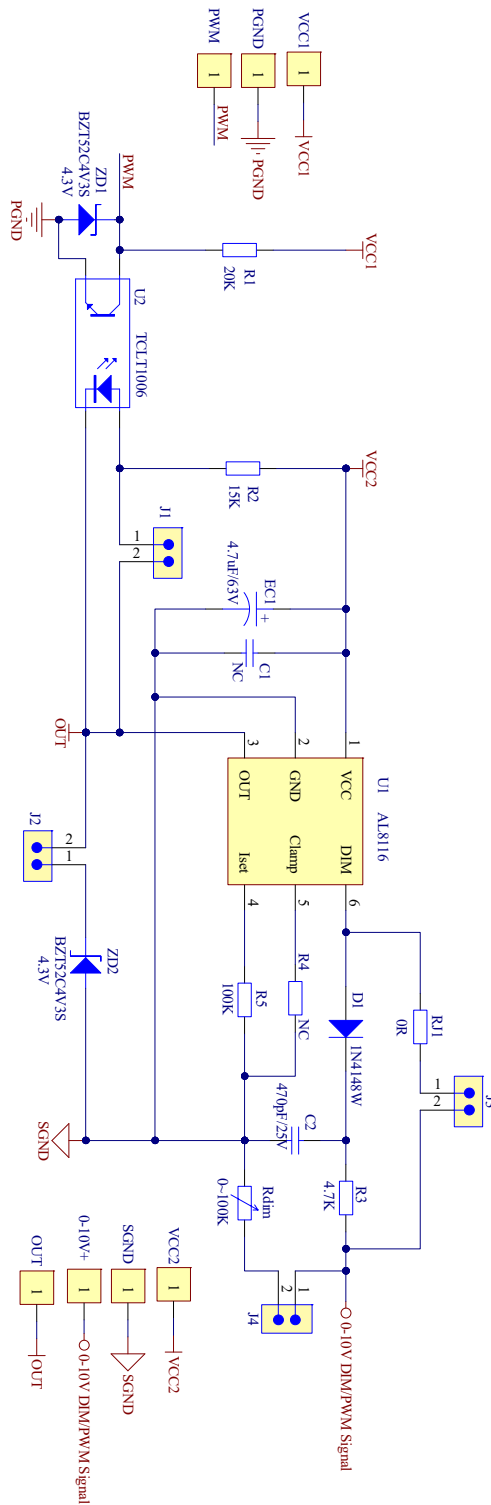 VCC1
1
VCC1
PGND
1
PGND
PWM
1
PWM
VCC1
R1
20K
PWM
ZD1
BZT52C4V3S
4.3V
PGND
U2
TCLT1006
VCC2
R2
15K
J1
1
2
EC1
4.7uF/63V
+
C1
NC
OUT
U1
AL8116
1
VCC
2
GND
3
OUT
DIM
6
Clamp
5
Iset
4
J2
2
1
ZD2
BZT52C4V3S
4.3V
R4
NC
R5
100K
D1
1N4148W
RJ1
0R
1
2
C2
470pF/25V
R3
4.7K
SGND
Rdim
0~100K
J4
1
2
0-10V DIM/PWM Signal
VCC2
1
VCC2
SGND
1
SGND
0-10V+
1
0-10V DIM/PWM Signal
OUT
1
OUT